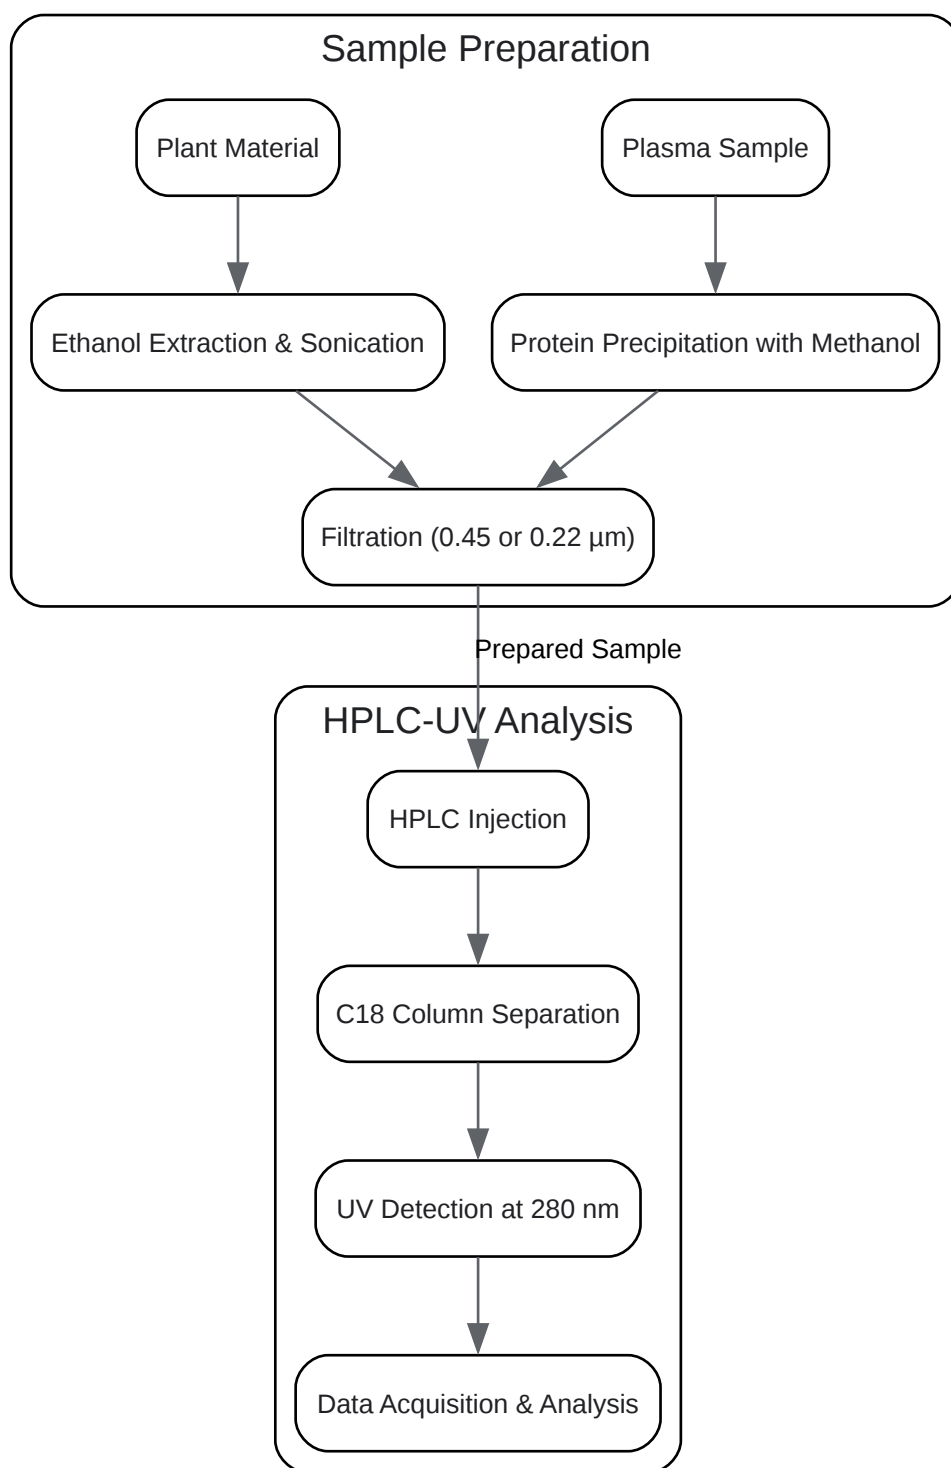 Sample Preparation
Plant Material
Plasma Sample
Ethanol Extraction & Sonication
Protein Precipitation with Methanol
Filtration (0.45 or 0.22 µm)
Prepared Sample
HPLC-UV Analysis
HPLC Injection
C18 Column Separation
UV Detection at 280 nm
Data Acquisition & Analysis